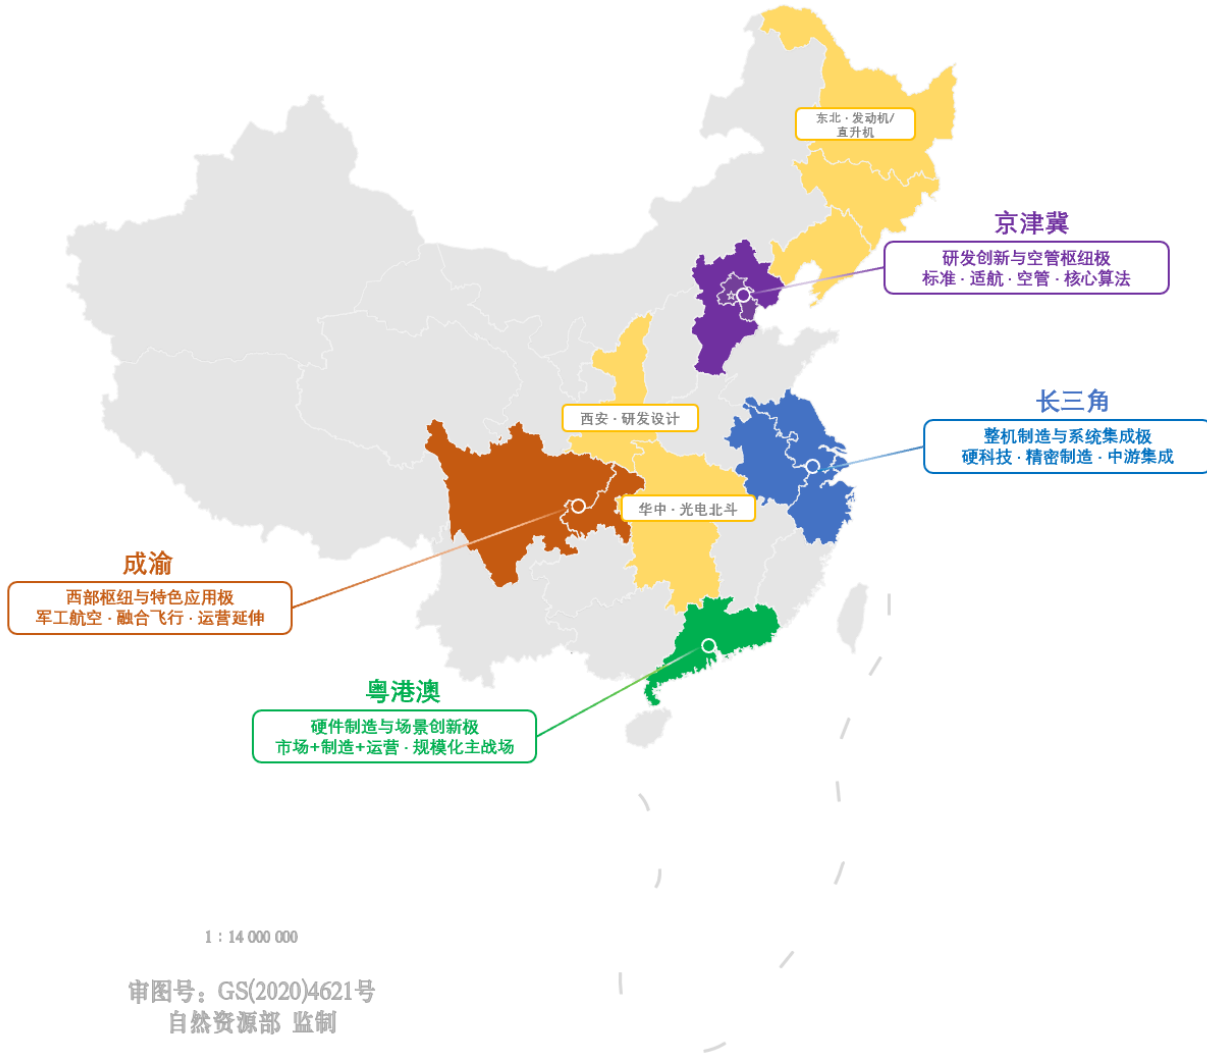 东北 · 发动机/
直升机
京津冀
研发创新与空管枢纽极
标准 · 适航 · 空管 · 核心算法
长三角
整机制造与系统集成极
硬科技 · 精密制造 · 中游集成
西安 · 研发设计
华中 · 光电北斗
成渝
西部枢纽与特色应用极
军工航空 · 融合飞行 · 运营延伸
粤港澳
硬件制造与场景创新极
市场+制造+运营 · 规模化主战场
1：14 000 000
审图号：GS(2020)4621号
自然资源部 监制